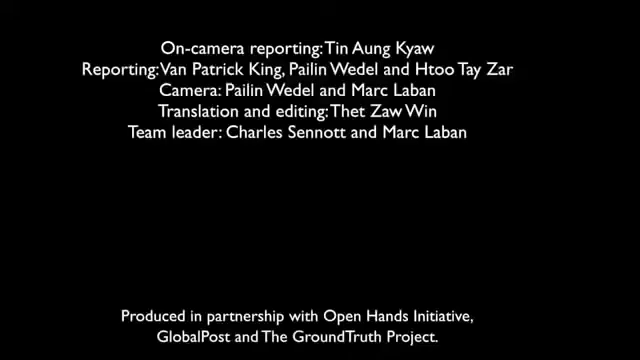 On-camera reporting: Tin Aung Kyaw
Reporting: Van Patrick King, Pailin Wedel and Htoo Tay Zar
Camera: Pailin Wedel and Marc Laban
Translation and editing: Thet Zaw Win
Team leader: Charles Sennott and Marc Laban
Produced in partnership with Open Hands Initiative,
GlobalPost and The GroundTruth Project.